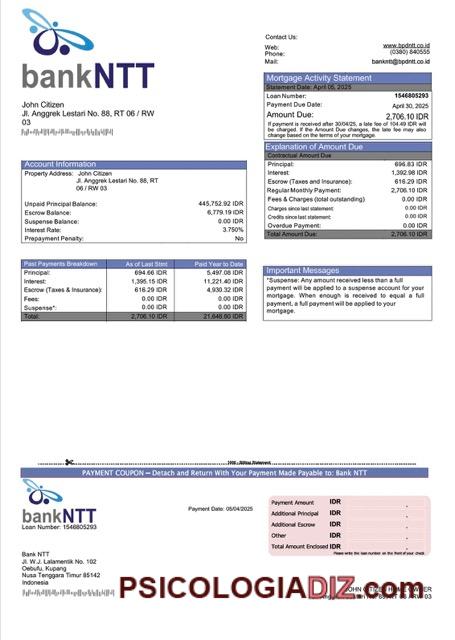 bankNTT
Contact Us:
Web: www.bpdntt.co.id
Phone: (0380) 840555
Mail: bankntt@bpdntt.co.id
John Citizen
Jl. Anggrek Lestari No. 88, RT 06 / RW
03
Mortgage Activity Statement
Statement Date: April 05, 2025
Loan Number: 1546805293
Payment Due Date: April 30, 2025
Amount Due: 2,706.10 IDR
If payment is received after 30/04/25, a late fee of 104.49 IDR will
be charged. If the Amount Due changes, the late fee may also
change based on the terms of your mortgage.
Explanation of Amount Due
Contractual Amount Due
Principal: 696.83 IDR
Interest: 1,392.98 IDR
Escrow (Taxes and Insurance): 616.29 IDR
Regular Monthly Payment: 2,706.10 IDR
Fees & Charges (total outstanding) 0.00 IDR
Charges since last statement: 0.00 IDR
Credits since last statement: 0.00 IDR
Overdue Payment: 0.00 IDR
Total Amount Due: 2,706.10 IDR
Account Information
Property Address: John Citizen
Jl. Anggrek Lestari No. 88, RT
06 / RW 03
Unpaid Principal Balance: 445,752.92 IDR
Escrow Balance: 6,779.19 IDR
Suspense Balance: 0.00 IDR
Interest Rate: 3.750%
Prepayment Penalty: No
Past Payments Breakdown As of Last Stmt Paid Year to Date
Principal: 694.66 IDR 5,497.08 IDR
Interest: 1,395.15 IDR 11,221.40 IDR
Escrow (Taxes & Insurance): 616.29 IDR 4,930.32 IDR
Fees: 0.00 IDR 0.00 IDR
Suspense*: 0.00 IDR 0.00 IDR
Total: 2,706.10 IDR 21,648.80 IDR
Important Messages
*Suspense: Any amount received less than a full
payment will be applied to a suspense account for your
mortgage. When enough is received to equal a full
payment, a full payment will be applied to your
mortgage.
PAYMENT COUPON – Detach and Return With Your Payment Made Payable to: Bank NTT
bankNTT
Loan Number: 1546805293
Payment Date: 05/04/2025
Payment Amount IDR
Additional Principal IDR
Additional Escrow IDR
Other IDR
Total Amount Enclosed IDR
Please write the loan number on the front of your check.
Bank NTT
Jl. W.J. Lalamentik No. 102
Oebufu, Kupang
Nusa Tenggara Timur 85142
Indonesia
PSICOLOGIADIZ.com